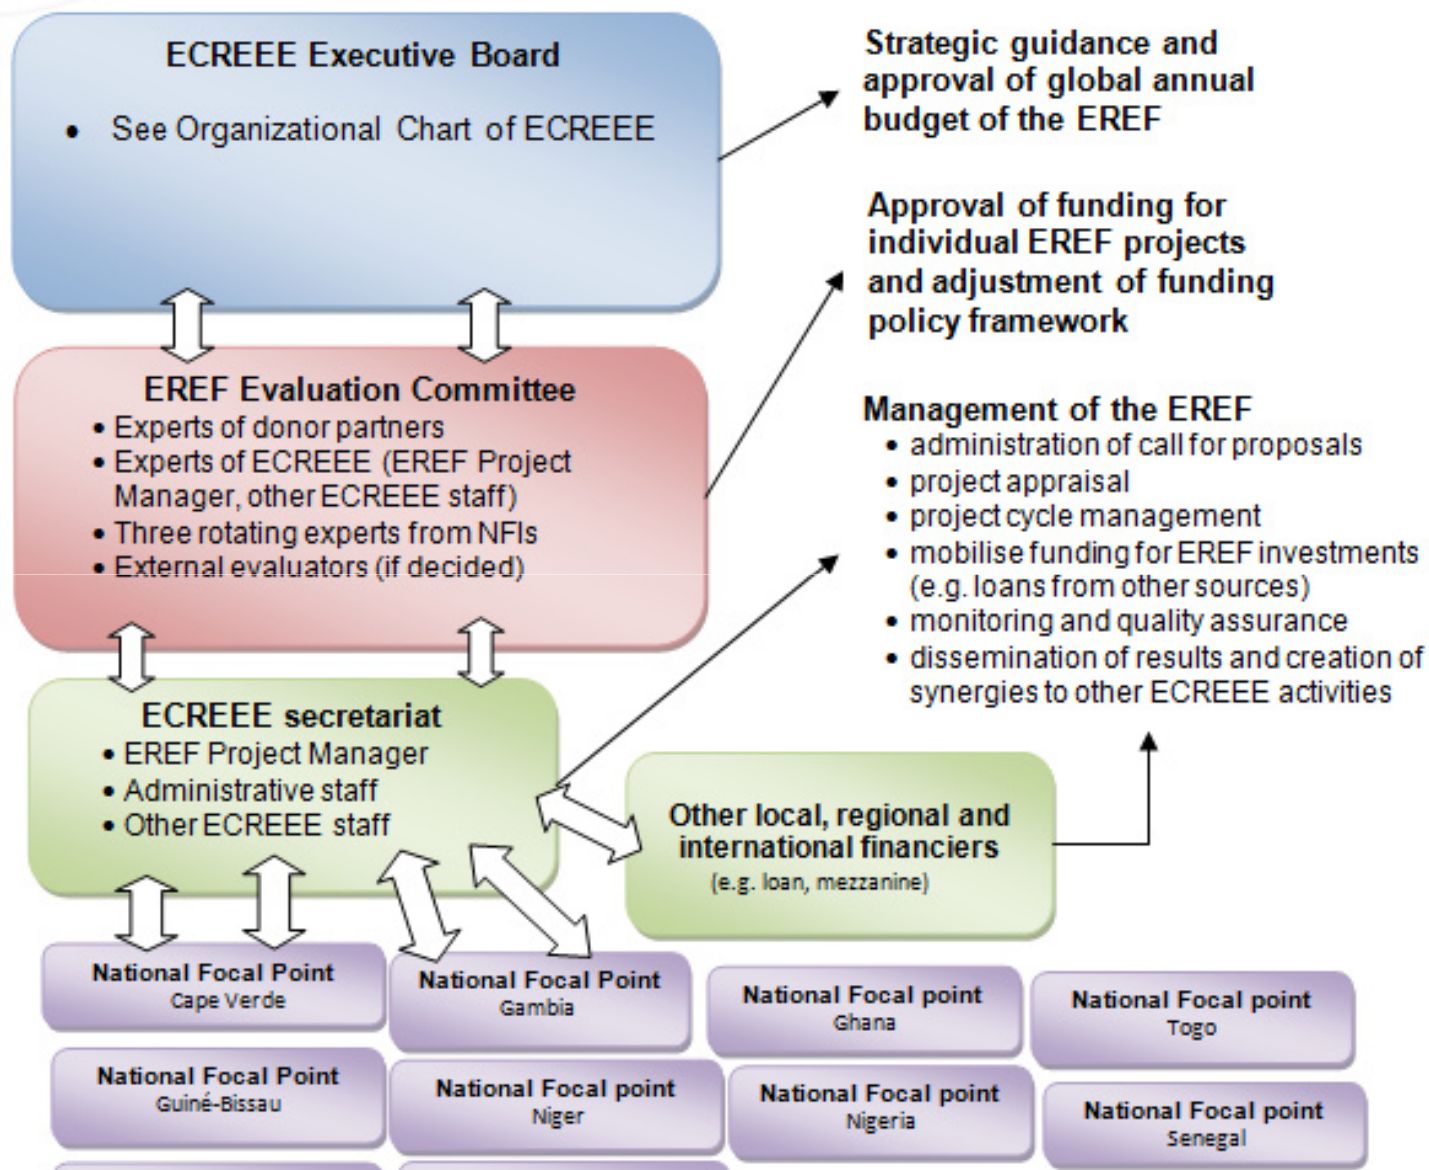 ECREEE Executive Board
• See Organizational Chart of ECREEE
Strategic guidance and
approval of global annual
budget of the EREF
Approval of funding for
individual EREF projects
and adjustment of funding
policy framework
EREF Evaluation Committee
• Experts of donor partners
• Experts of ECREEE (EREF Project
Manager, other ECREEE staff)
• Three rotating experts from NFIs
• External evaluators (if decided)
Management of the EREF
• administration of call for proposals
• project appraisal
• project cycle management
• mobilise funding for EREF investments
(e.g. loans from other sources)
• monitoring and quality assurance
• dissemination of results and creation of
synergies to other ECREEE activities
ECREEE secretariat
• EREF Project Manager
• Administrative staff
• Other ECREEE staff
Other local, regional and
international financiers
(e.g. loan, mezzanine)
National Focal Point
Cape Verde
National Focal Point
Gambia
National Focal point
Ghana
National Focal point
Togo
National Focal Point
Guiné-Bissau
National Focal point
Niger
National Focal point
Nigeria
National Focal point
Senegal